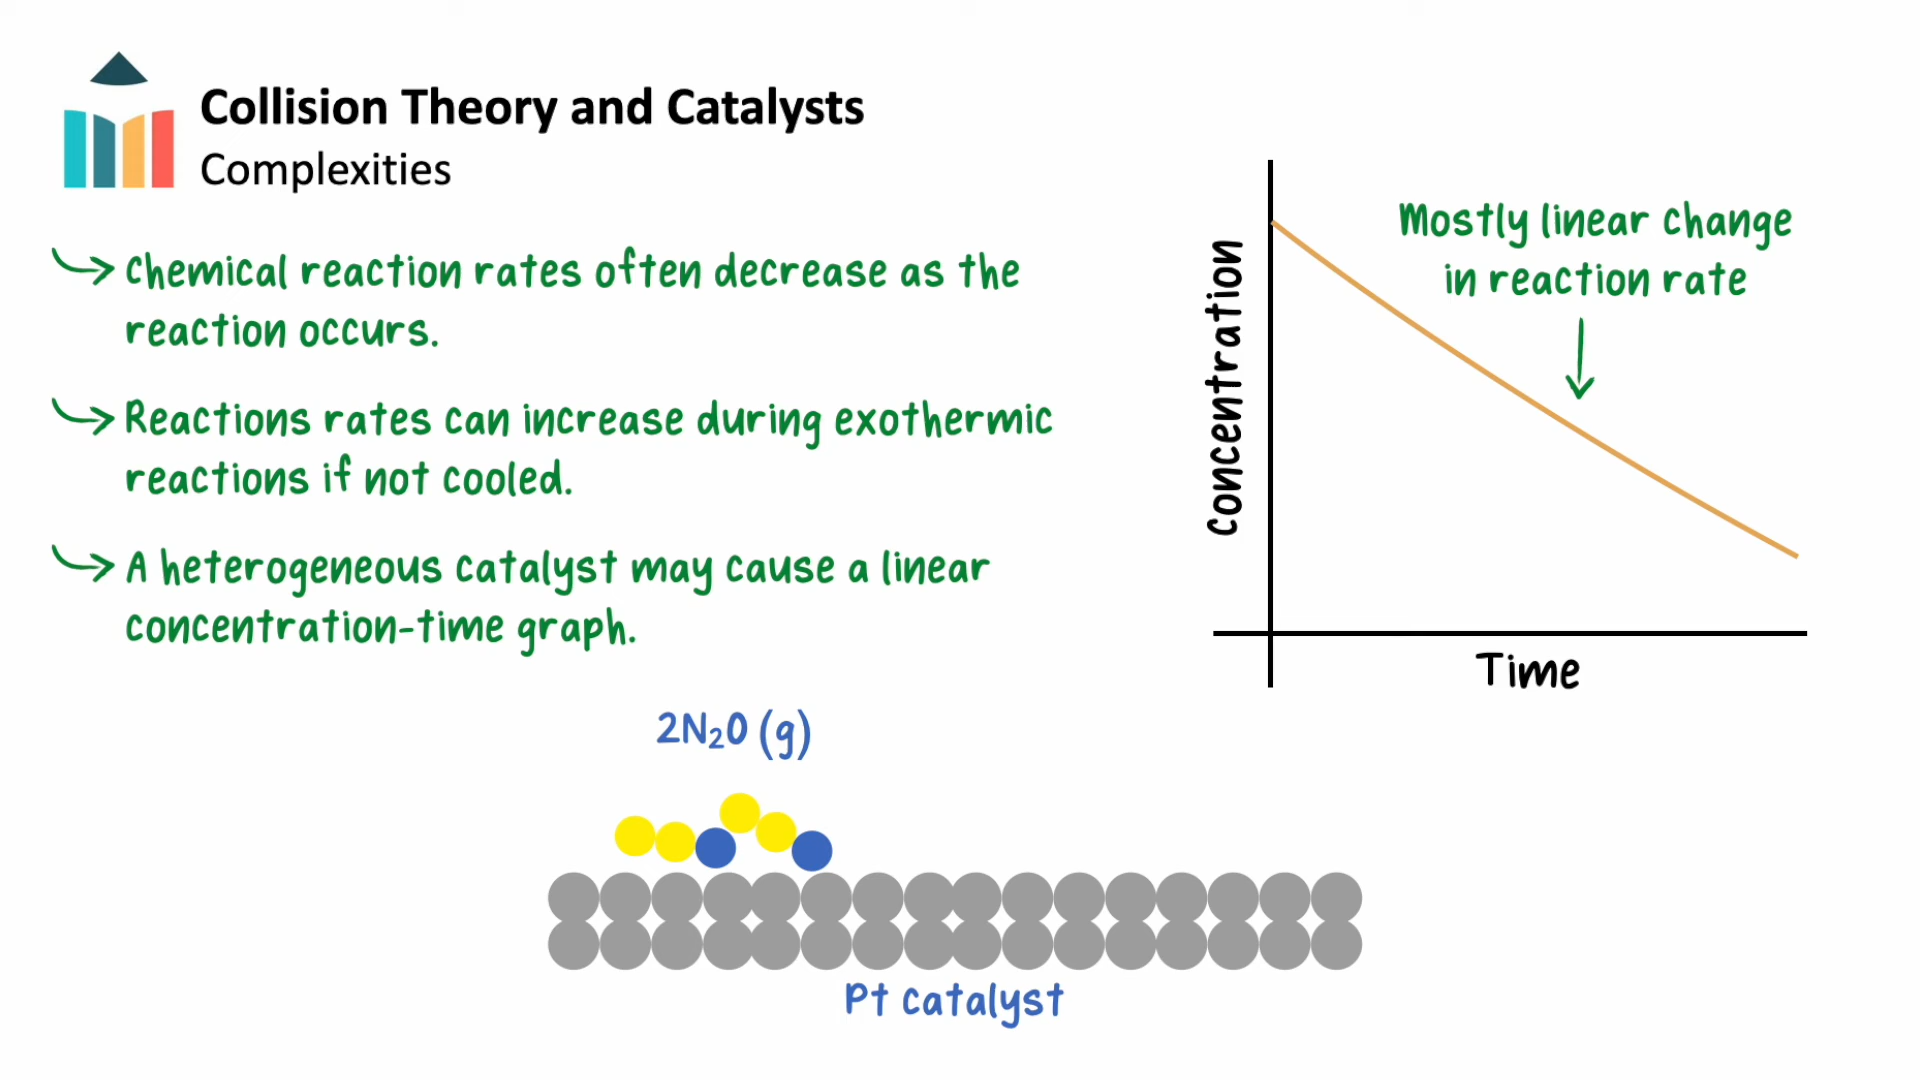 Collision Theory and Catalysts
Complexities
Chemical reaction rates often decrease as the
reaction occurs.
Reactions rates can increase during exothermic
reactions if not cooled.
A heterogeneous catalyst may cause a linear
concentration-time graph.
Mostly linear change
in reaction rate
Concentration
Time
2N₂O (g)
Pt catalyst